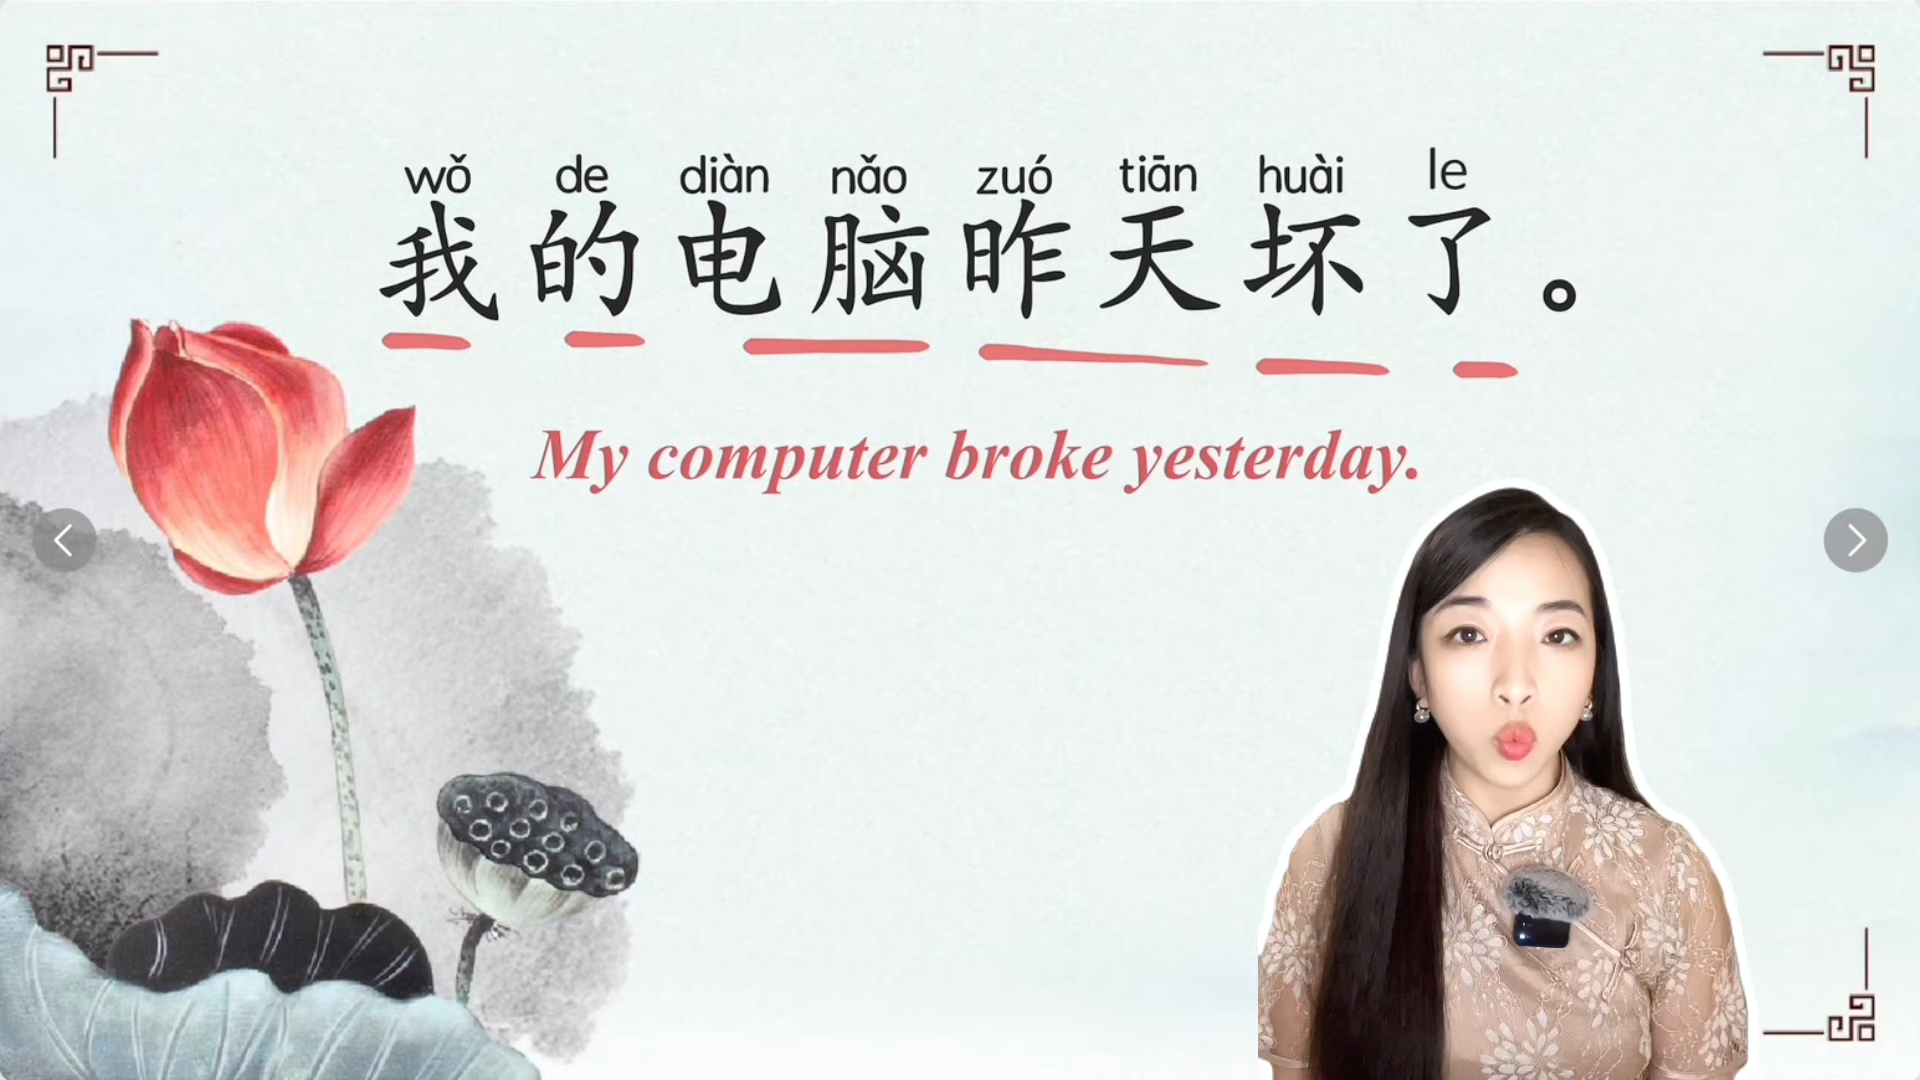 wǒ de diàn nǎo zuó tiān huài le
我的电脑昨天坏了。
My computer broke yesterday.